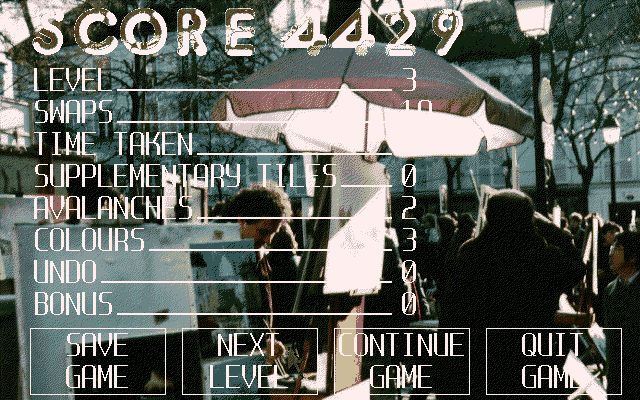 SCORE 4429
LEVEL 3
SWAPS 10
TIME TAKEN
SUPPLEMENTARY TILES 0
AVALANCHES 2
COLOURS 3
UNDO 0
BONUS 0
SAVE GAME
NEXT LEVEL
CONTINUE GAME
QUIT GAME